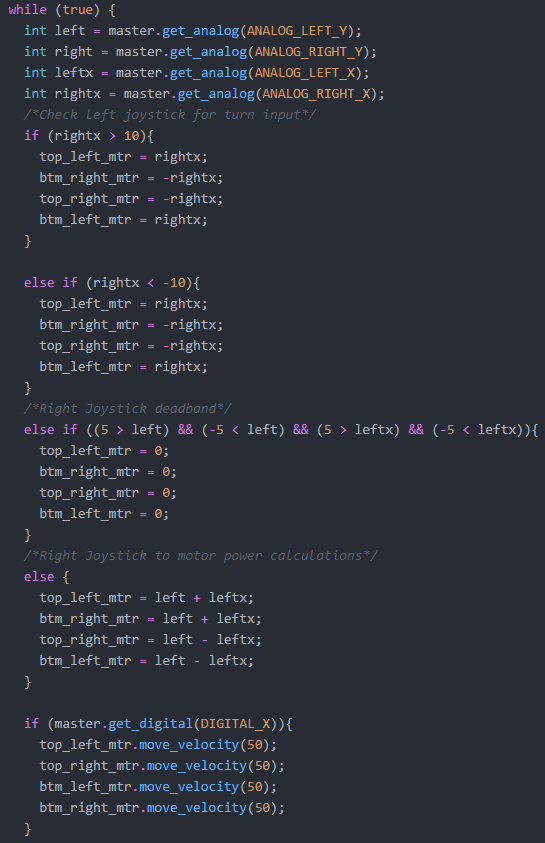 while (true) {
int left = master.get_analog(ANALOG_LEFT_Y);
int right = master.get_analog(ANALOG_RIGHT_Y);
int leftx = master.get_analog(ANALOG_LEFT_X);
int rightx = master.get_analog(ANALOG_RIGHT_X);
/*Check left joystick for turn input*/
if (rightx > 10){
top_left_mtr = rightx;
btm_right_mtr = -rightx;
top_right_mtr = -rightx;
btm_left_mtr = rightx;
}
else if (rightx < -10){
top_left_mtr = rightx;
btm_right_mtr = -rightx;
top_right_mtr = -rightx;
btm_left_mtr = rightx;
}
/*Right Joystick deadband*/
else if ((5 > left) && (-5 < left) && (5 > leftx) && (-5 < leftx)){
top_left_mtr = 0;
btm_right_mtr = 0;
top_right_mtr = 0;
btm_left_mtr = 0;
}
/*Right Joystick to motor power calculations*/
else {
top_left_mtr = left + leftx;
btm_right_mtr = left + leftx;
top_right_mtr = left - leftx;
btm_left_mtr = left - leftx;
}
if (master.get_digital(DIGITAL_X)){
top_left_mtr.move_velocity(50);
top_right_mtr.move_velocity(50);
btm_left_mtr.move_velocity(50);
btm_right_mtr.move_velocity(50);
}